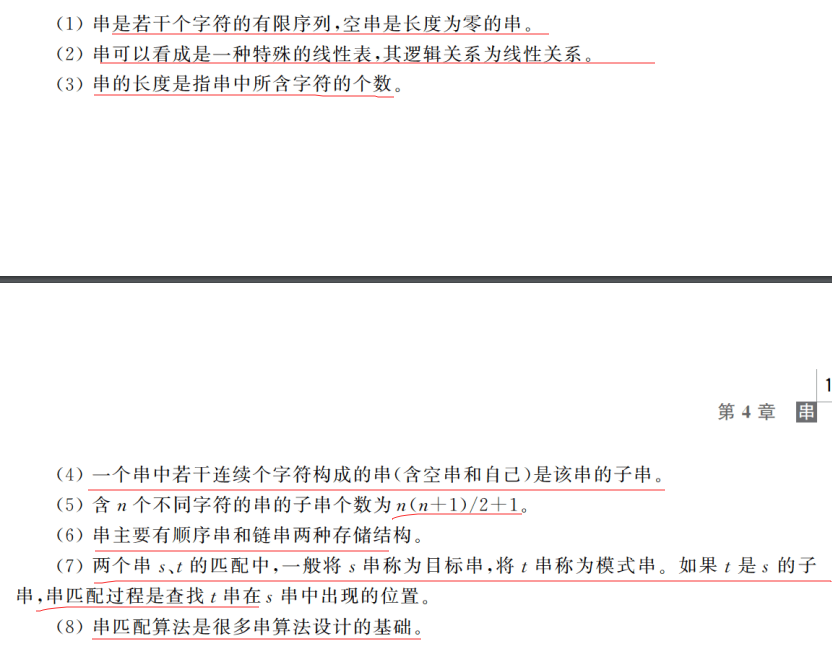 (1) 串是若干个字符的有限序列,空串是长度为零的串。
(2) 串可以看成是一种特殊的线性表,其逻辑关系为线性关系。
(3) 串的长度是指串中所含字符的个数。
1
第 4 章 串
(4) 一个串中若干连续个字符构成的串(含空串和自己)是该串的子串。
(5) 含 n 个不同字符的串的子串个数为 n(n+1)/2+1。
(6) 串主要有顺序串和链串两种存储结构。
(7) 两个串 s、t 的匹配中,一般将 s 串称为目标串,将 t 串称为模式串。如果 t 是 s 的子
串,串匹配过程是查找 t 串在 s 串中出现的位置。
(8) 串匹配算法是很多串算法设计的基础。